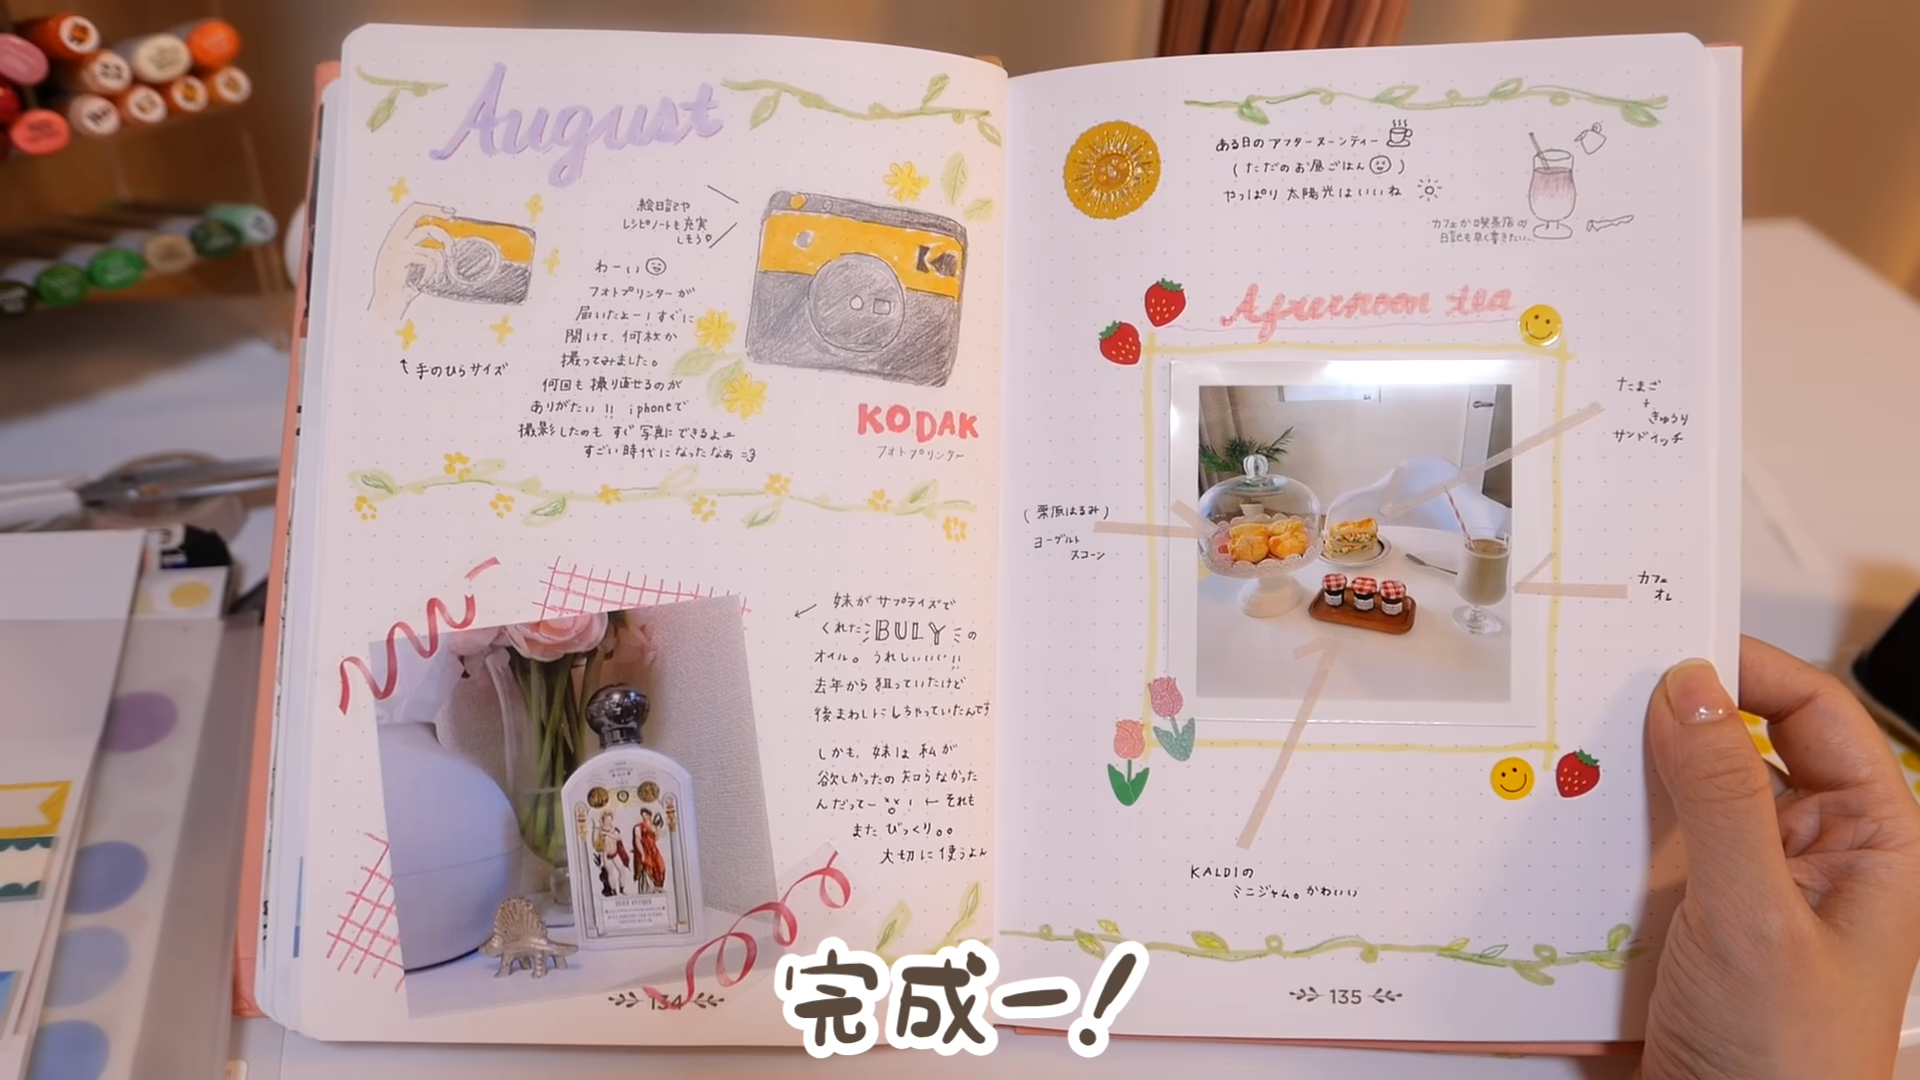 August
絵日記や
レシピノートも充実
しそう♡
わーい
フォトプリンターが
届いたよー！すぐに
開けて、何枚か
撮ってみました。
何回も撮り直せるのが
ありがたい!! iphoneで
撮影したのもすぐ写真にできるよー
すごい時代になったなぁ =3
↑手のひらサイズ
KODAK
フォトプリンター
妹がサプライズで
くれた BULY の
オイル。うれしいいい!!
去年から狙っていたけど
後まわしにしちゃっていたんです
しかも、妹は私が
欲しかったの知らなかった
んだってー ! ←それも
またびっくり。。
大切に使うよん
134
ある日のアフターヌーンティー
(ただのお昼ごはん)
やっぱり太陽光はいいね
カフェか喫茶店の
日記も早く書きたい...
Afternoon tea
たまご
+
きゅうり
サンドイッチ
(栗原はるみ)
ヨーグルト
スコーン
カフェ
オレ
KALDIの
ミニジャム。かわいい
135
完成ー!